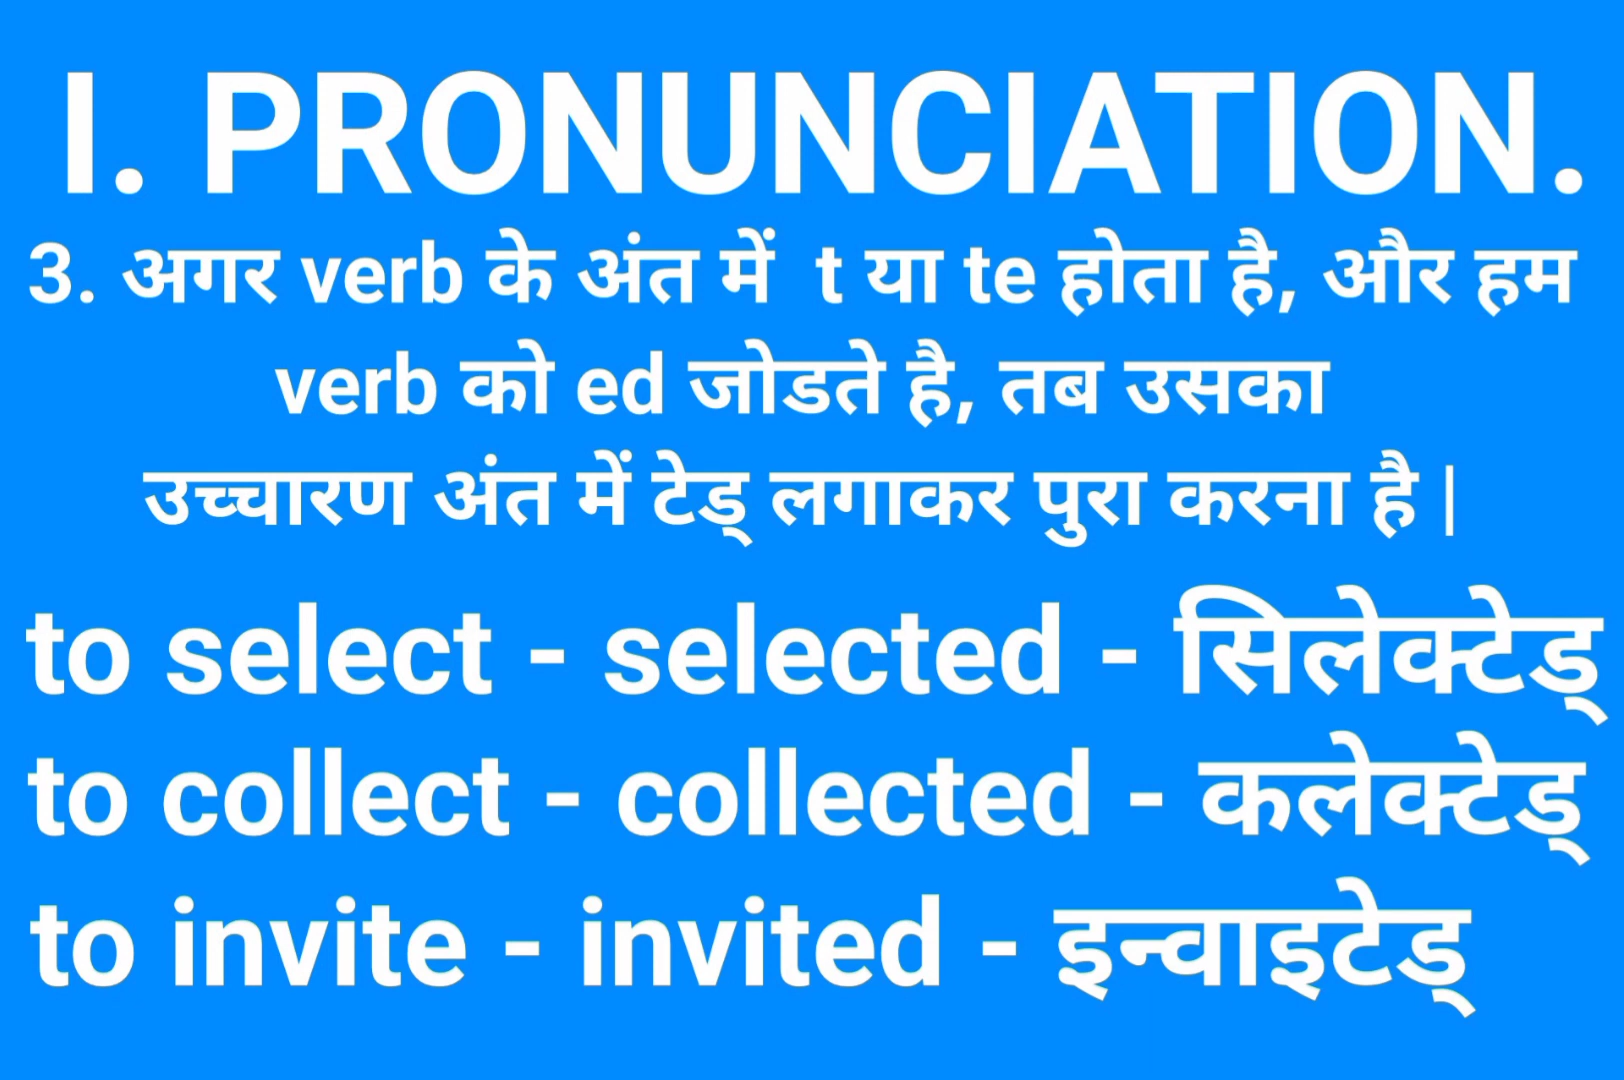 I. PRONUNCIATION.
3. अगर verb के अंत में t या te होता है, और हम
verb को ed जोडते है, तब उसका
उच्चारण अंत में टेड् लगाकर पुरा करना है |
to select - selected - सिलेक्टेड्
to collect - collected - कलेक्टेड्
to invite - invited - इन्वाइटेड्